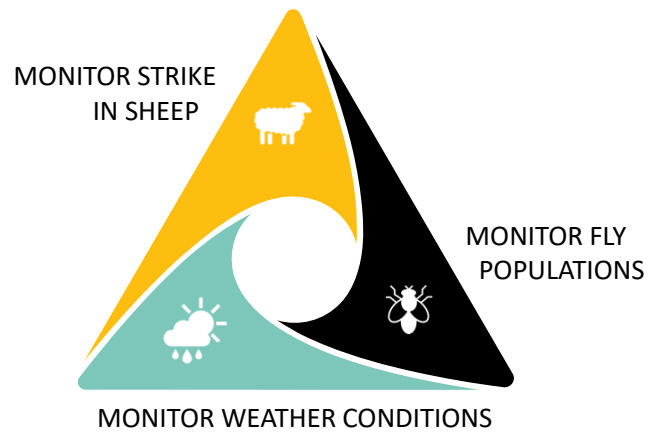 MONITOR STRIKE
IN SHEEP
MONITOR FLY
POPULATIONS
MONITOR WEATHER CONDITIONS